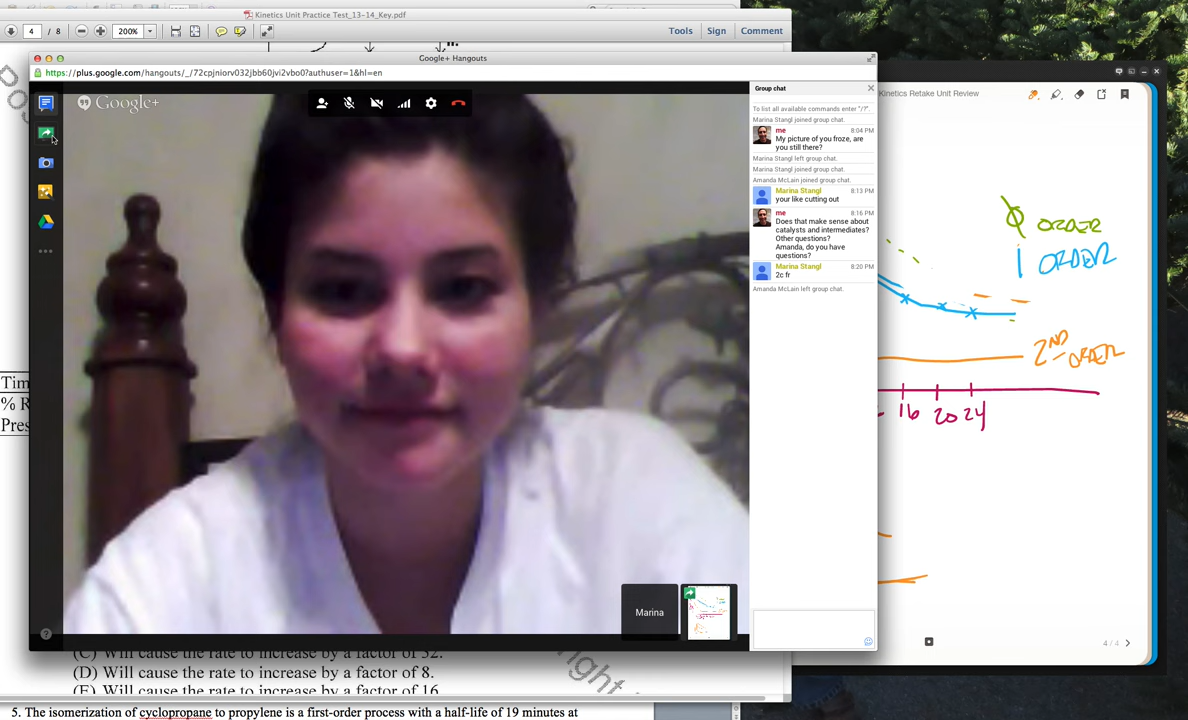 Kinetics Unit Practice Test_13-14_Key.pdf
4 / 8
200%
Tools
Sign
Comment
Google+ Hangouts
https://plus.google.com/hangouts/_/72cpjniorv032jbb60jvi2vbo0?authuser=1&hl=en
Google+
Group chat
To list all available commands enter "/?".
Marina Stangl joined group chat.
me 8:04 PM
My picture of you froze, are
you still there?
Marina Stangl left group chat.
Marina Stangl joined group chat.
Amanda McLain joined group chat.
Marina Stangl 8:13 PM
your like cutting out
me 8:16 PM
Does that make sense about
catalysts and intermediates?
Other questions?
Amanda, do you have
questions?
Marina Stangl 8:20 PM
2c fr
Amanda McLain left group chat.
Marina
Kinetics Retake Unit Review
ORDER
1 ORDER
2ND ORDER
16 20 24
4 / 4
Tim
% R
Pres
(C) Will cause the rate to increase by a factor of 32.
(D) Will cause the rate to increase by a factor of 8.
(E) Will cause the rate to increase by a factor of 16
5. The isomerization of cyclopropane to propylene is a first-order process with a half-life of 19 minutes at